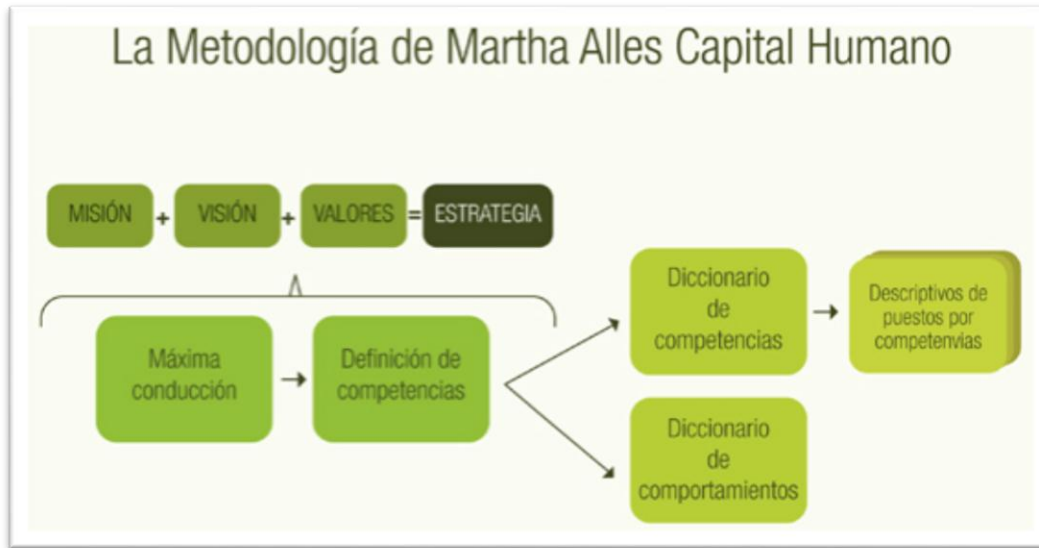 La Metodología de Martha Alles Capital Humano
MISIÓN + VISIÓN + VALORES = ESTRATEGIA
Máxima
conducción
Definición de
competencias
Diccionario
de
competencias
Descriptivos de
puestos por
competenvias
Diccionario
de
comportamientos